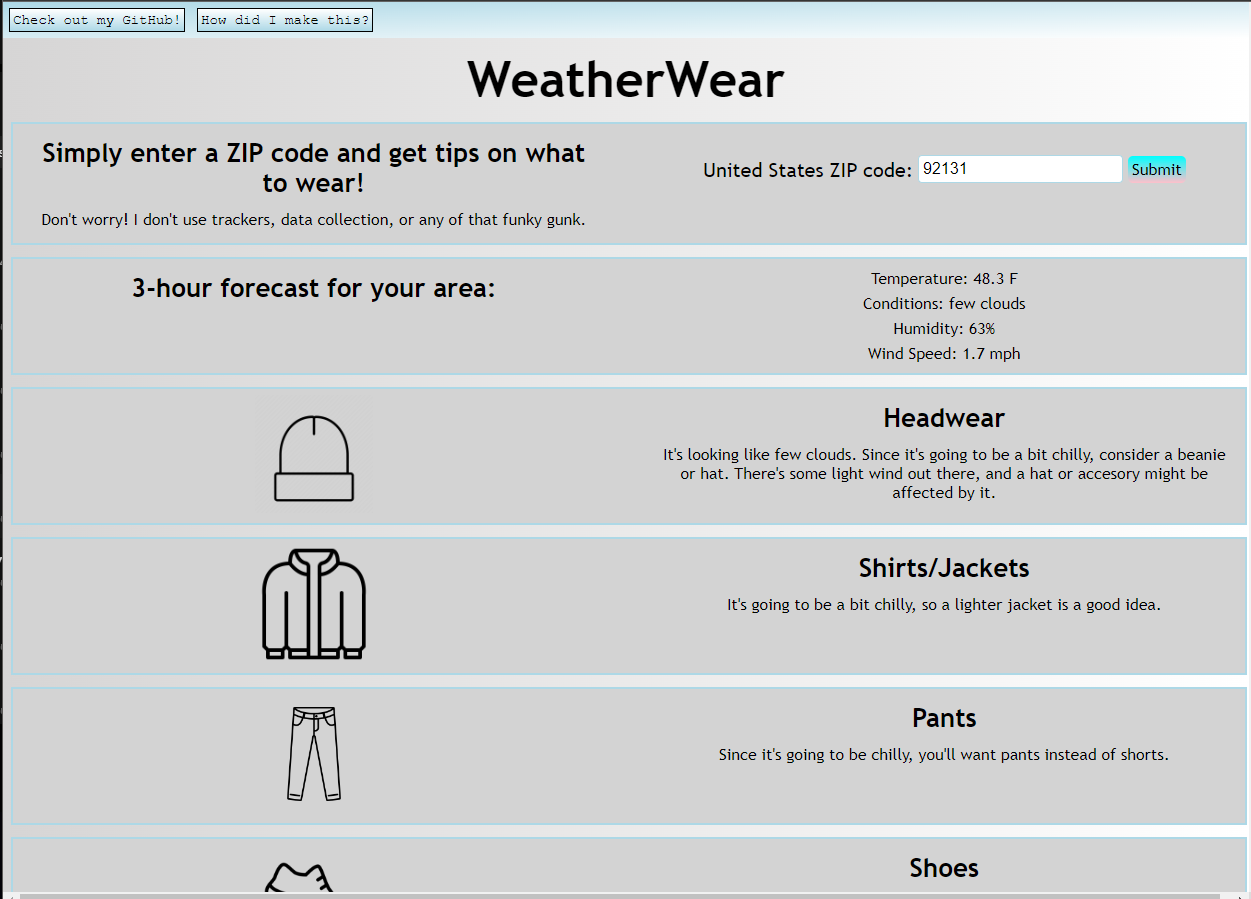 Check out my GitHub! How did I make this?
WeatherWear
Simply enter a ZIP code and get tips on what
to wear!
Don't worry! I don't use trackers, data collection, or any of that funky gunk.
United States ZIP code: 92131 Submit
3-hour forecast for your area:
Temperature: 48.3 F
Conditions: few clouds
Humidity: 63%
Wind Speed: 1.7 mph
Headwear
It's looking like few clouds. Since it's going to be a bit chilly, consider a beanie
or hat. There's some light wind out there, and a hat or accesory might be
affected by it.
Shirts/Jackets
It's going to be a bit chilly, so a lighter jacket is a good idea.
Pants
Since it's going to be chilly, you'll want pants instead of shorts.
Shoes